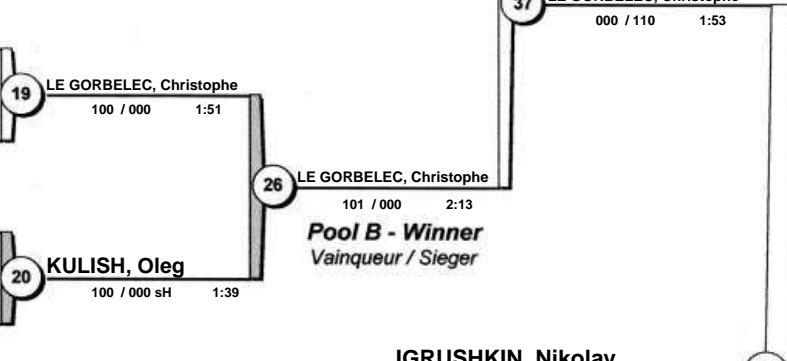 37
LE GORBELEC, Christophe
000 / 110 1:53
19
LE GORBELEC, Christophe
100 / 000 1:51
26
LE GORBELEC, Christophe
101 / 000 2:13
Pool B - Winner
Vainqueur / Sieger
20
KULISH, Oleg
100 / 000 sH 1:39
IGRUSHKIN, Nikolay